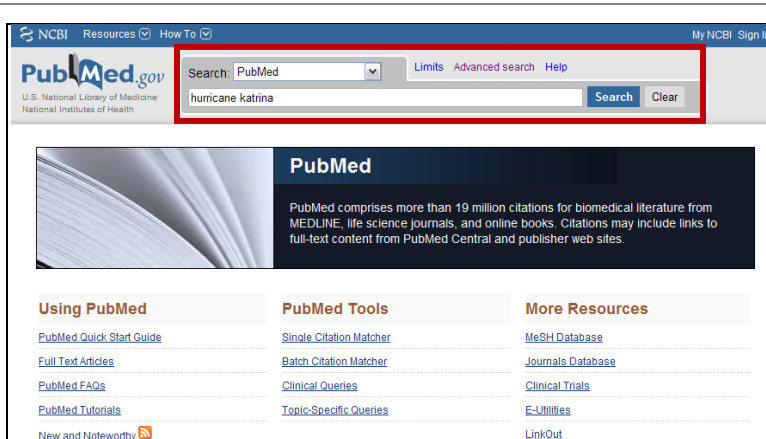 NCBI Resources How To My NCBI Sign In
PubMed.gov
U.S. National Library of Medicine
National Institutes of Health
Search: PubMed
Limits Advanced search Help
hurricane katrina
Search Clear
PubMed
PubMed comprises more than 19 million citations for biomedical literature from
MEDLINE, life science journals, and online books. Citations may include links to
full-text content from PubMed Central and publisher web sites.
Using PubMed
PubMed Quick Start Guide
Full Text Articles
PubMed FAQs
PubMed Tutorials
New and Noteworthy
PubMed Tools
Single Citation Matcher
Batch Citation Matcher
Clinical Queries
Topic-Specific Queries
More Resources
MeSH Database
Journals Database
Clinical Trials
E-Utilities
LinkOut